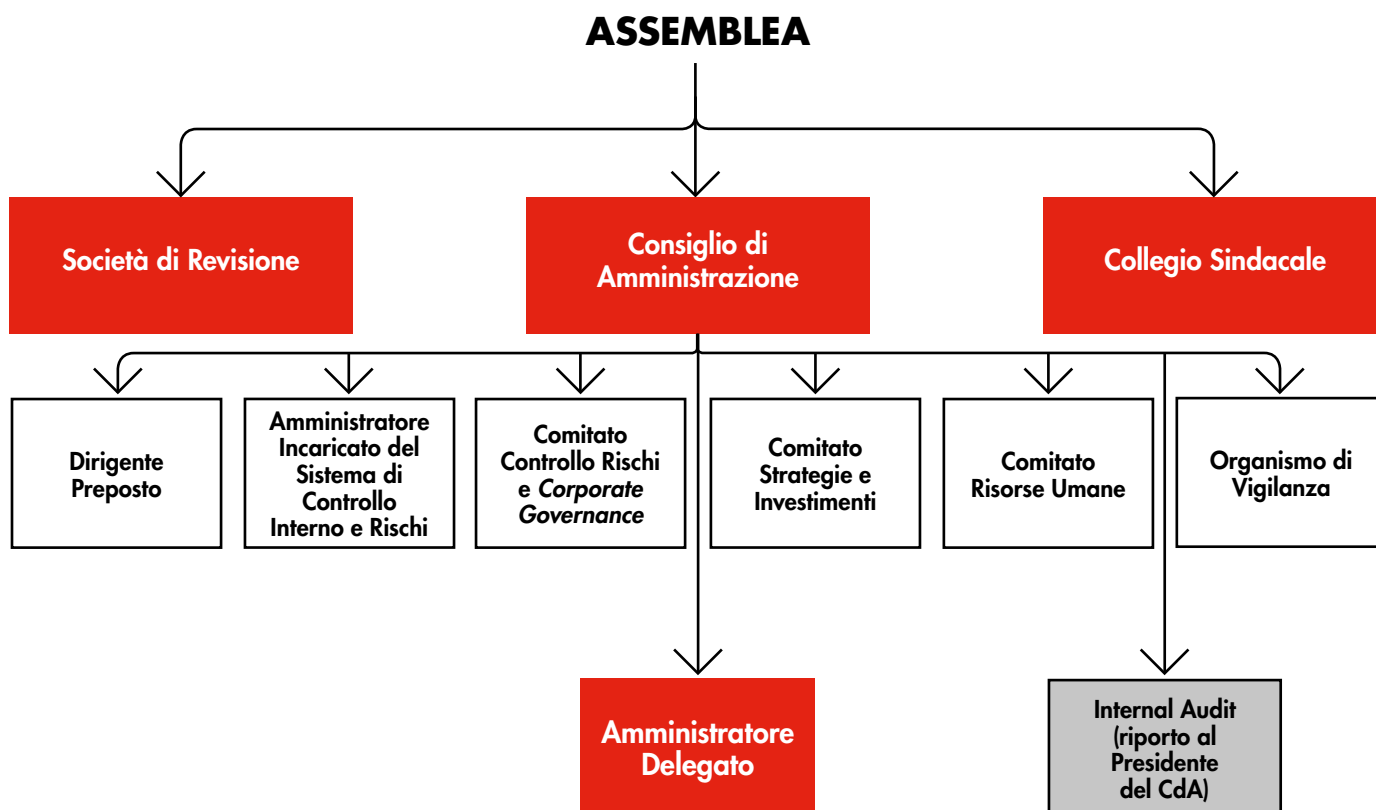 ASSEMBLEA
Società di Revisione
Consiglio di
Amministrazione
Collegio Sindacale
Dirigente
Preposto
Amministratore
Incaricato del
Sistema di
Controllo
Interno e Rischi
Comitato
Controllo Rischi
e Corporate
Governance
Comitato
Strategie e
Investimenti
Comitato
Risorse Umane
Organismo di
Vigilanza
Amministratore
Delegato
Internal Audit
(riporto al
Presidente
del CdA)